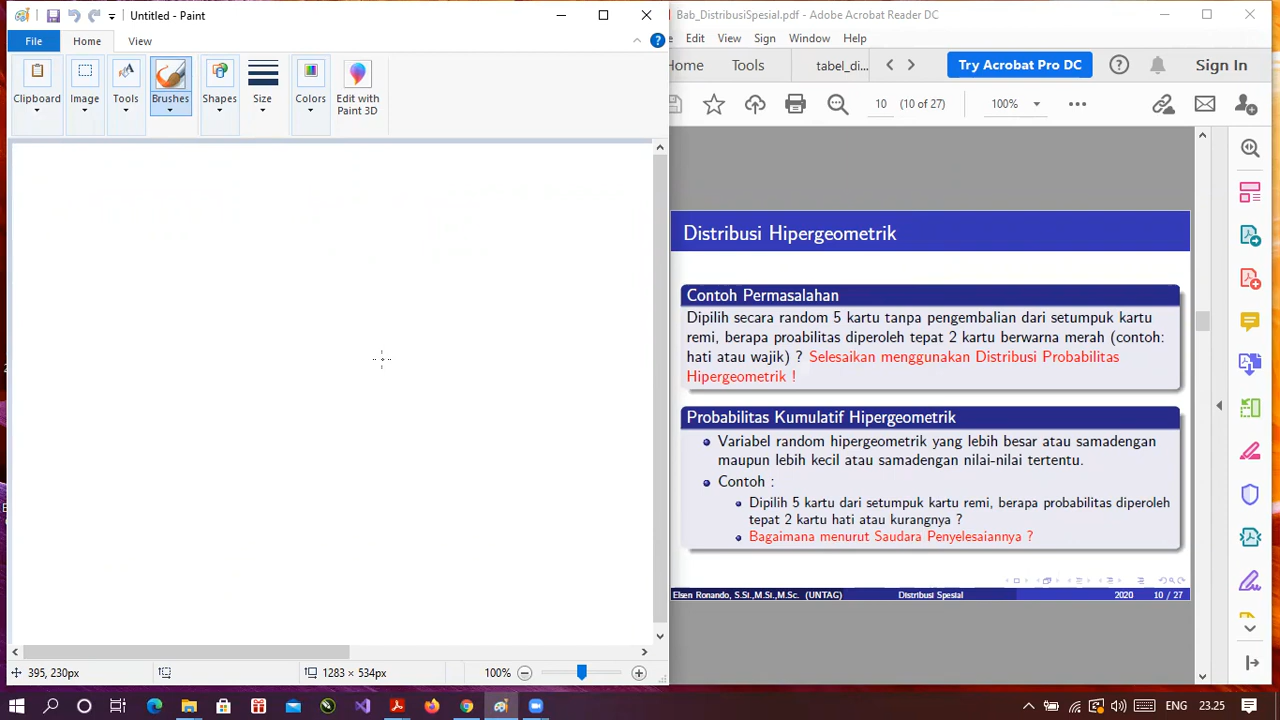 Untitled - Paint
File
Home
View
Clipboard
Image
Tools
Brushes
Shapes
Size
Colors
Edit with
Paint 3D
395, 230px
1283 × 534px
100%
Bab_DistribusiSpesial.pdf - Adobe Acrobat Reader DC
Edit
View
Sign
Window
Help
Home
Tools
tabel_di...
Try Acrobat Pro DC
Sign In
10
(10 of 27)
100%
Distribusi Hipergeometrik
Contoh Permasalahan
Dipilih secara random 5 kartu tanpa pengembalian dari setumpuk kartu
remi, berapa proabilitas diperoleh tepat 2 kartu berwarna merah (contoh:
hati atau wajik) ? Selesaikan menggunakan Distribusi Probabilitas
Hipergeometrik !
Probabilitas Kumulatif Hipergeometrik
Variabel random hipergeometrik yang lebih besar atau samadengan
maupun lebih kecil atau samadengan nilai-nilai tertentu.
Contoh :
Dipilih 5 kartu dari setumpuk kartu remi, berapa probabilitas diperoleh
tepat 2 kartu hati atau kurangnya ?
Bagaimana menurut Saudara Penyelesaiannya ?
Elsen Ronando, S.Si.,M.Si.,M.Sc. (UNTAG)
Distribusi Spesial
2020
10 / 27
ENG
23.25